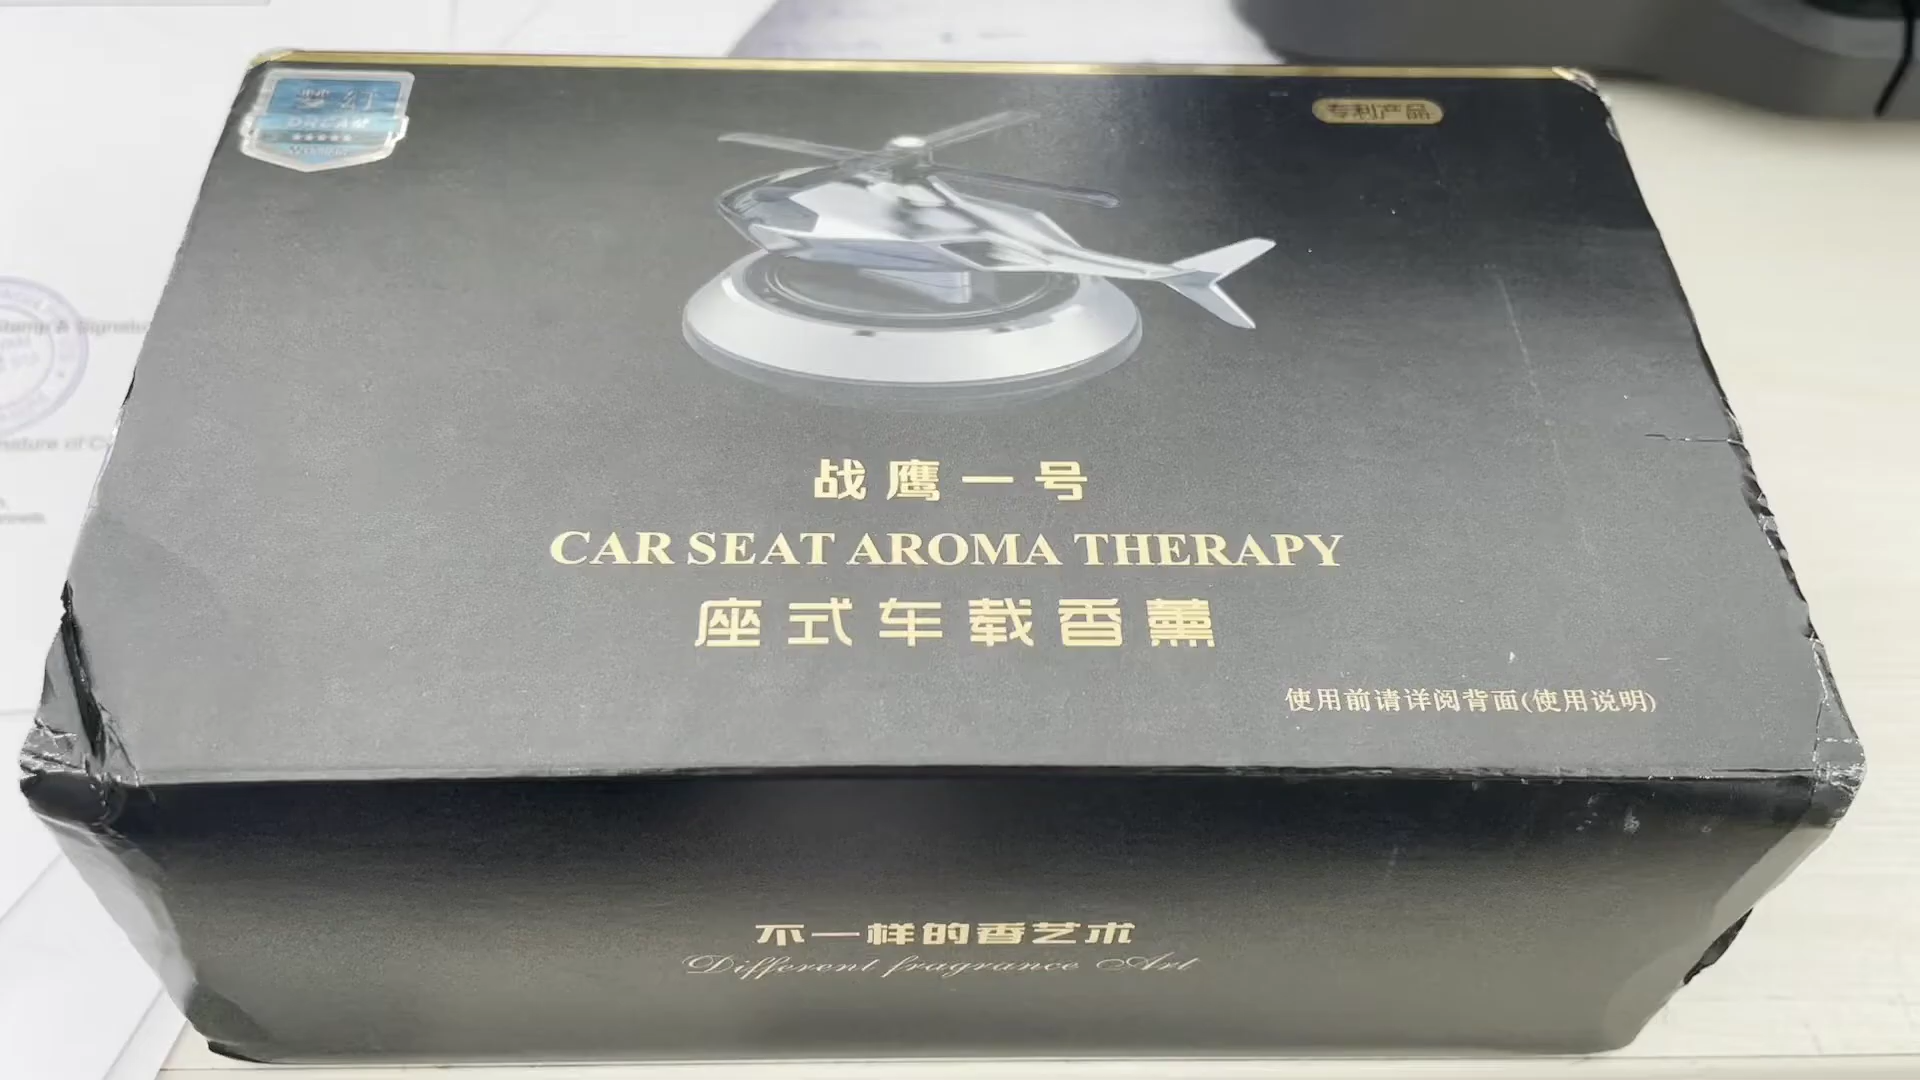 梦幻
DREAM
专利产品
战鹰一号
CAR SEAT AROMA THERAPY
座式车载香薰
使用前请详阅背面(使用说明)
不一样的香艺术
Different fragrance Art